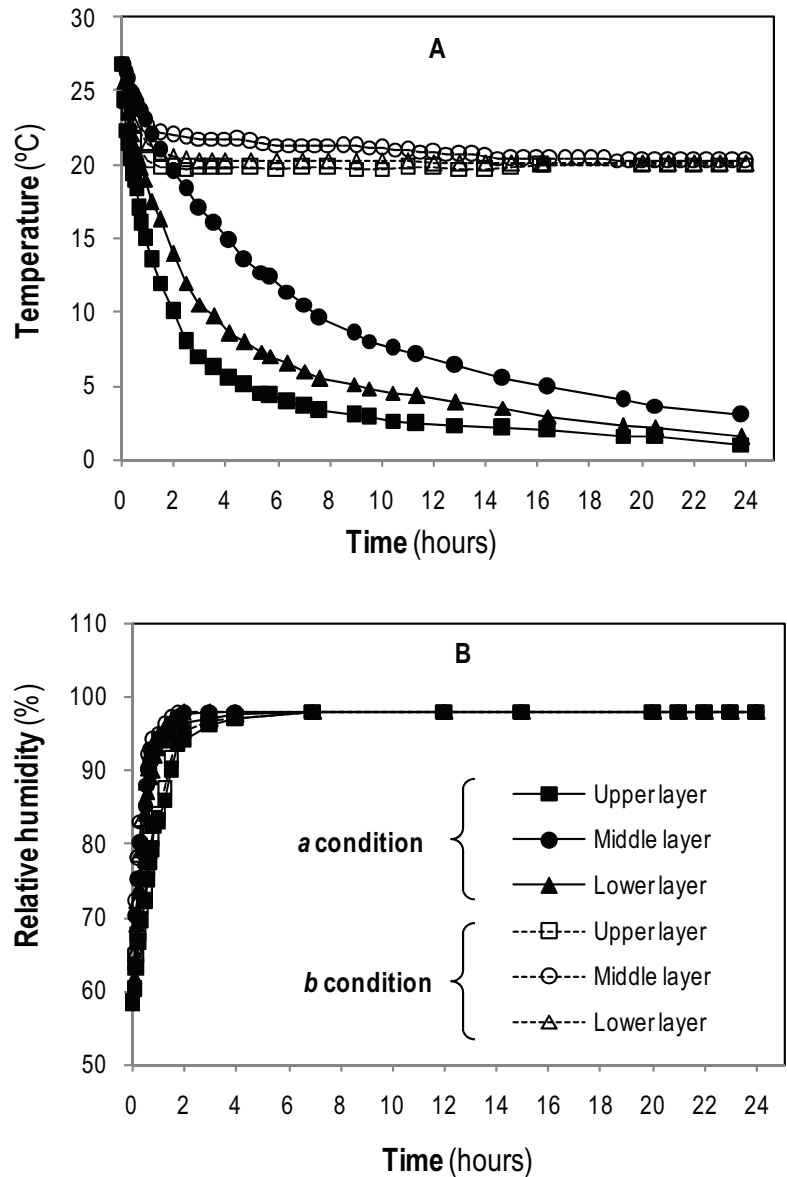 A
Temperature (ºC)
30
25
20
15
10
5
0
0 2 4 6 8 10 12 14 16 18 20 22 24
Time (hours)
B
Relative humidity (%)
110
100
90
80
70
60
50
a condition
Upper layer
Middle layer
Lower layer
b condition
Upper layer
Middle layer
Lower layer
0 2 4 6 8 10 12 14 16 18 20 22 24
Time (hours)